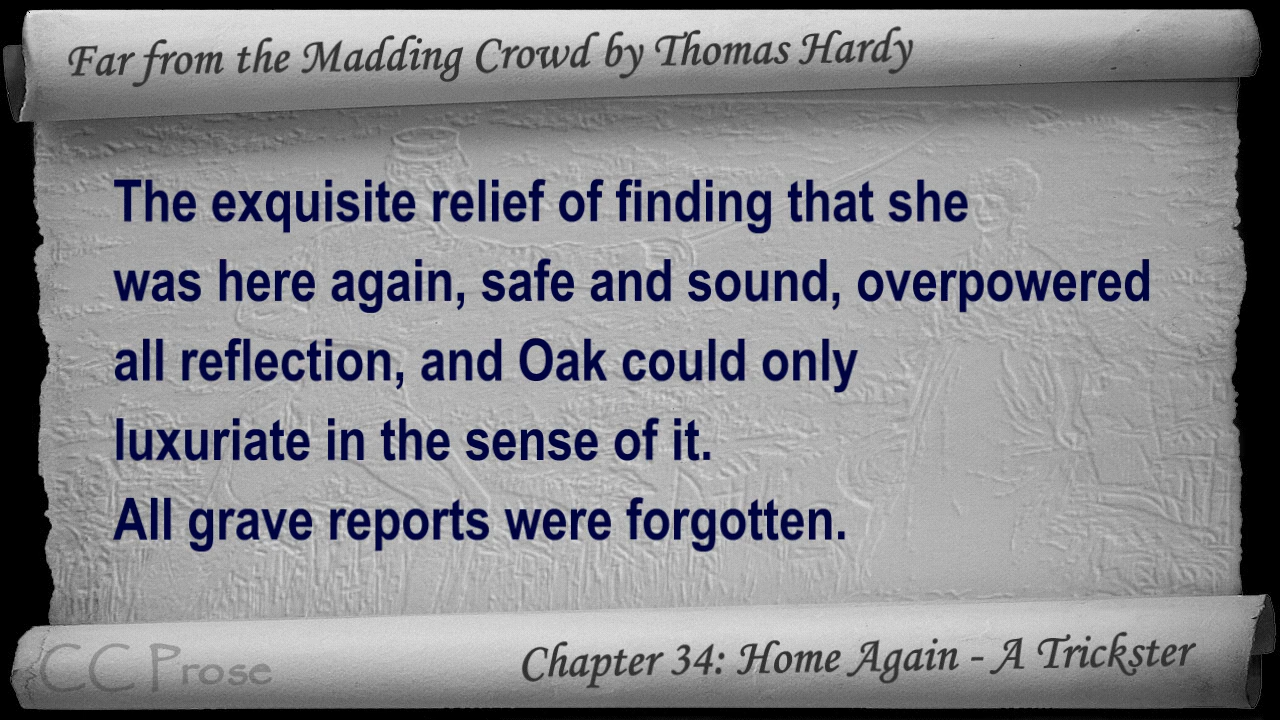 Far from the Madding Crowd by Thomas Hardy
The exquisite relief of finding that she
was here again, safe and sound, overpowered
all reflection, and Oak could only
luxuriate in the sense of it.
All grave reports were forgotten.
CC Prose
Chapter 34: Home Again - A Trickster